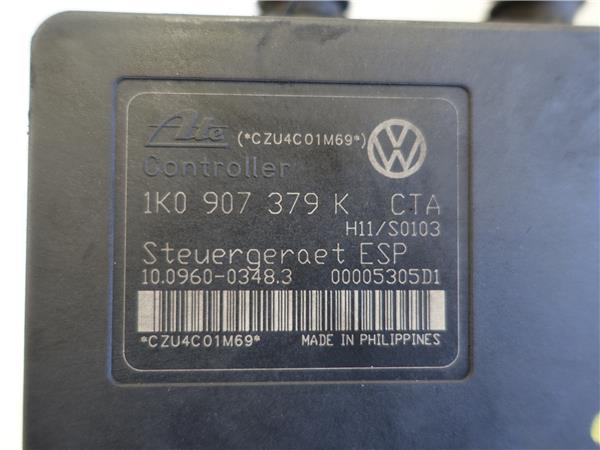 Ate (*CZU4C01M69*)
Controller
1K0 907 379 K CTA
H11/S0103
Steuergeraet ESP
10.0960-0348.3 00005305D1
*CZU4C01M69* MADE IN PHILIPPINES